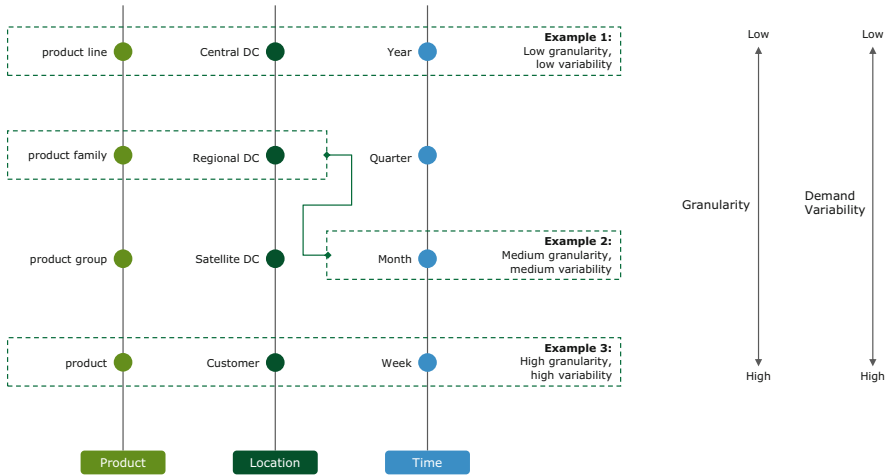 product line
Central DC
Year
Example 1:
Low granularity,
low variability
product family
Regional DC
Quarter
product group
Satellite DC
Month
Example 2:
Medium granularity,
medium variability
product
Customer
Week
Example 3:
High granularity,
high variability
Product
Location
Time
Low
Granularity
High
Low
Demand
Variability
High